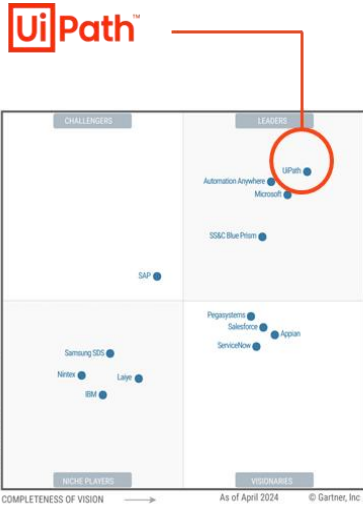 UiPath™
CHALLENGERS
LEADERS
UiPath
Automation Anywhere
Microsoft
SS&C Blue Prism
SAP
Pegasystems
Salesforce
Appian
ServiceNow
Samsung SDS
Nintex
Laiye
IBM
NICHE PLAYERS
VISIONARIES
COMPLETENESS OF VISION
As of April 2024
© Gartner, Inc